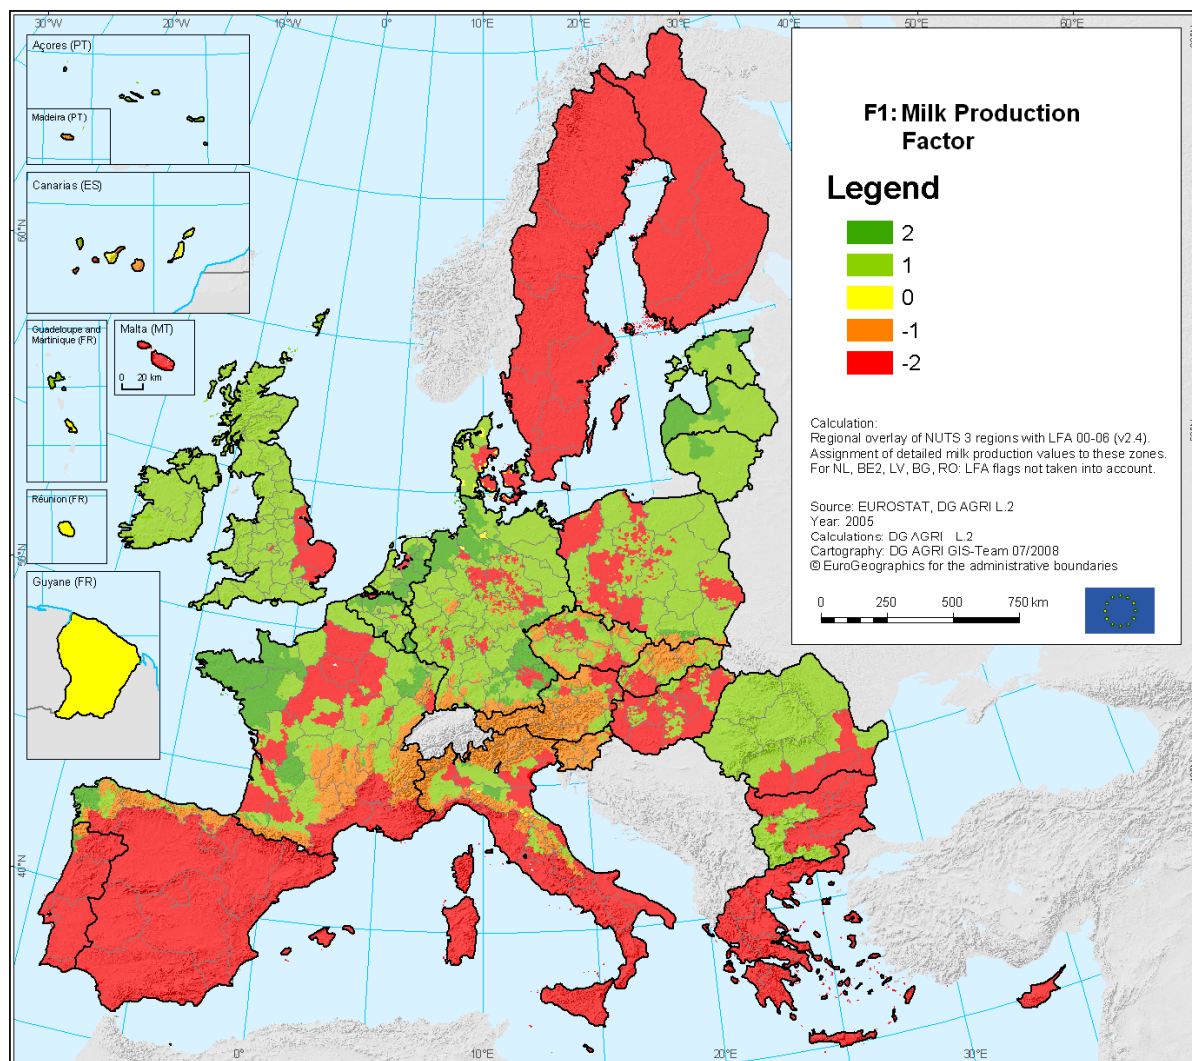 30°W 20°W 10°W 0° 10°E 20°E 30°E 40°E 60°E
Açores (PT)
Madeira (PT)
Canarias (ES)
Guadeloupe and
Martinique (FR)
Malta (MT)
0 20 km
Réunion (FR)
Guyane (FR)
60°N
50°N
40°N
F1: Milk Production
Factor
Legend
2
1
0
-1
-2
Calculation:
Regional overlay of NUTS 3 regions with LFA 00-06 (v2.4).
Assignment of detailed milk production values to these zones.
For NL, BE2, LV, BG, RO: LFA flags not taken into account.
Source: EUROSTAT, DG AGRI L.2
Year: 2005
Calculations: DG AGRI L.2
Cartography: DG AGRI GIS-Team 07/2008
© EuroGeographics for the administrative boundaries
0 250 500 750 km
0° 10°E 20°E 30°E